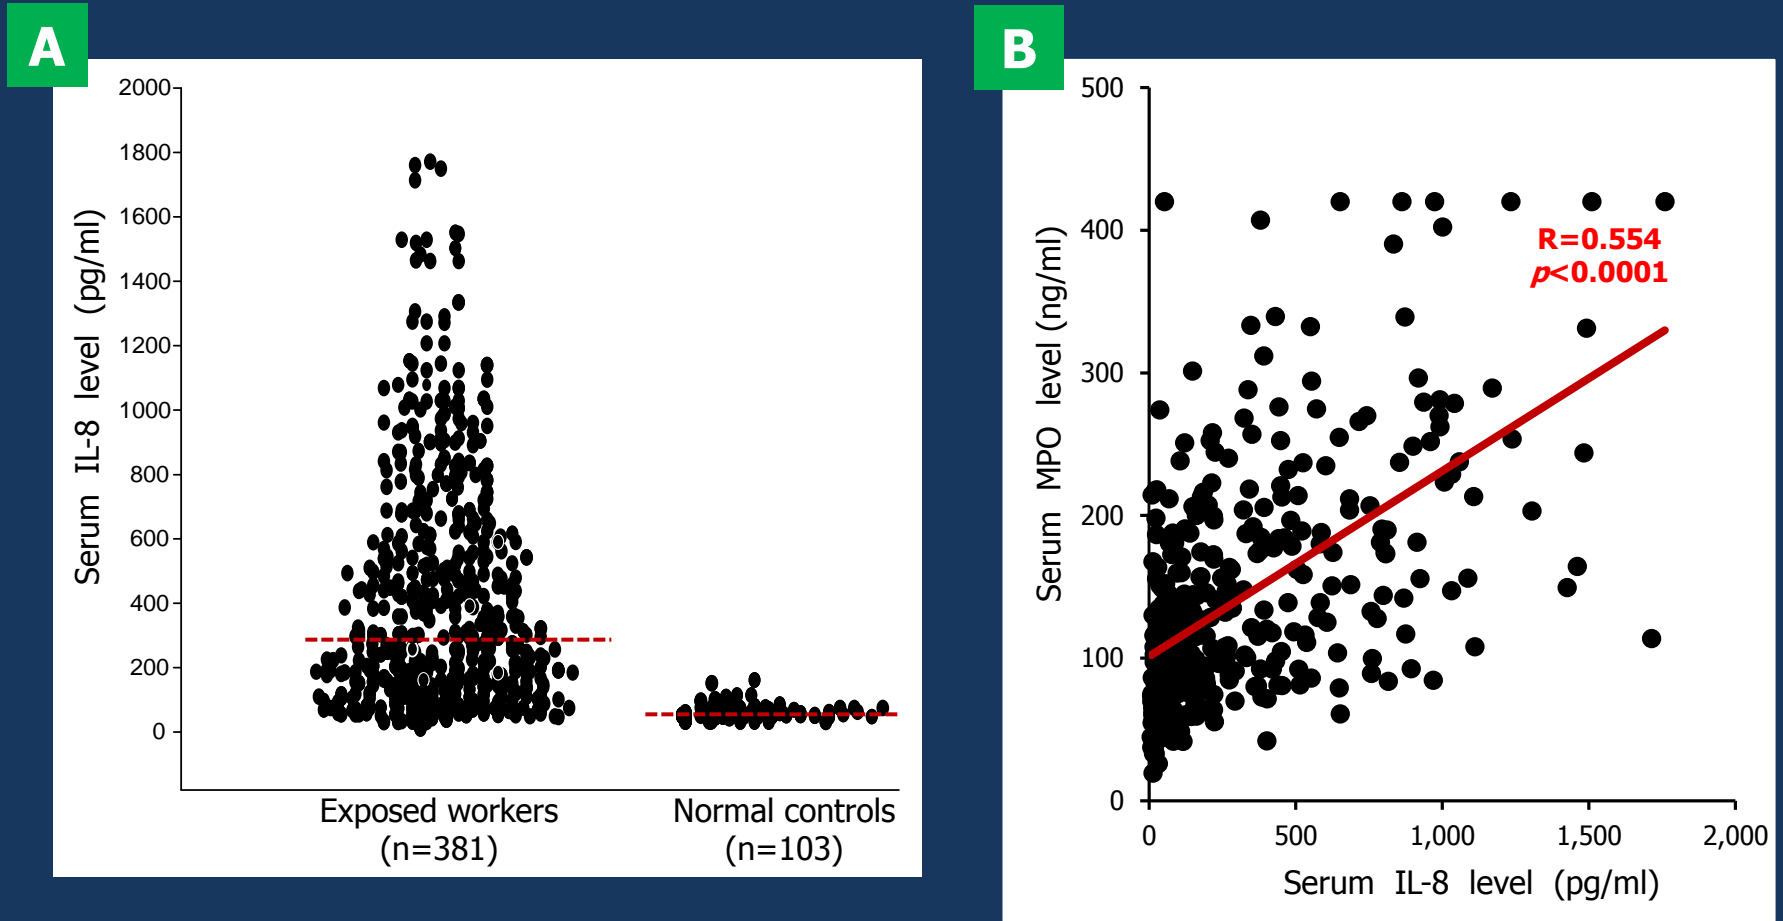 A
2000
1800
1600
1400
1200
1000
800
600
400
200
0
Serum IL-8 level (pg/ml)
Exposed workers
(n=381)
Normal controls
(n=103)
B
500
400
300
200
100
0
Serum MPO level (ng/ml)
R=0.554
p<0.0001
0 500 1,000 1,500 2,000
Serum IL-8 level (pg/ml)